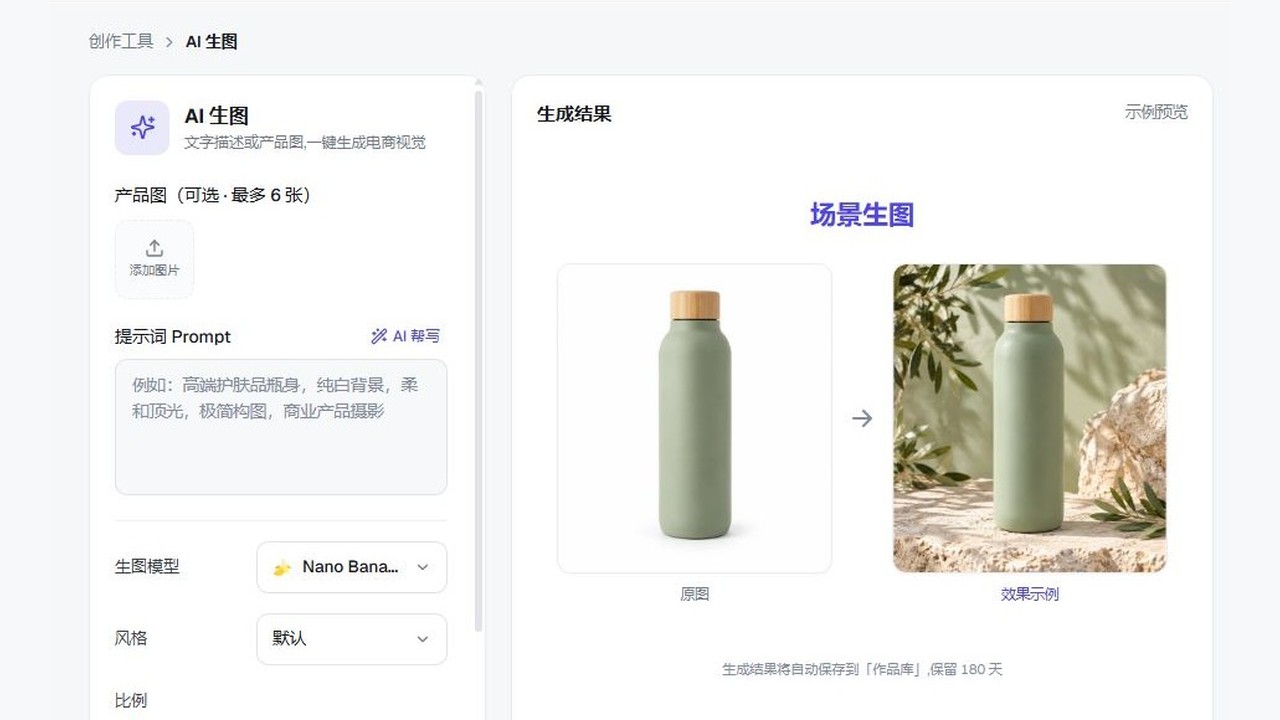 创作工具 > AI 生图
AI 生图
文字描述或产品图,一键生成电商视觉
产品图（可选 · 最多 6 张）
添加图片
提示词 Prompt
AI 帮写
例如：高端护肤品瓶身，纯白背景，柔
和顶光，极简构图，商业产品摄影
生图模型
Nano Bana...
风格
默认
比例
生成结果
示例预览
场景生图
原图
效果示例
生成结果将自动保存到「作品库」,保留 180 天